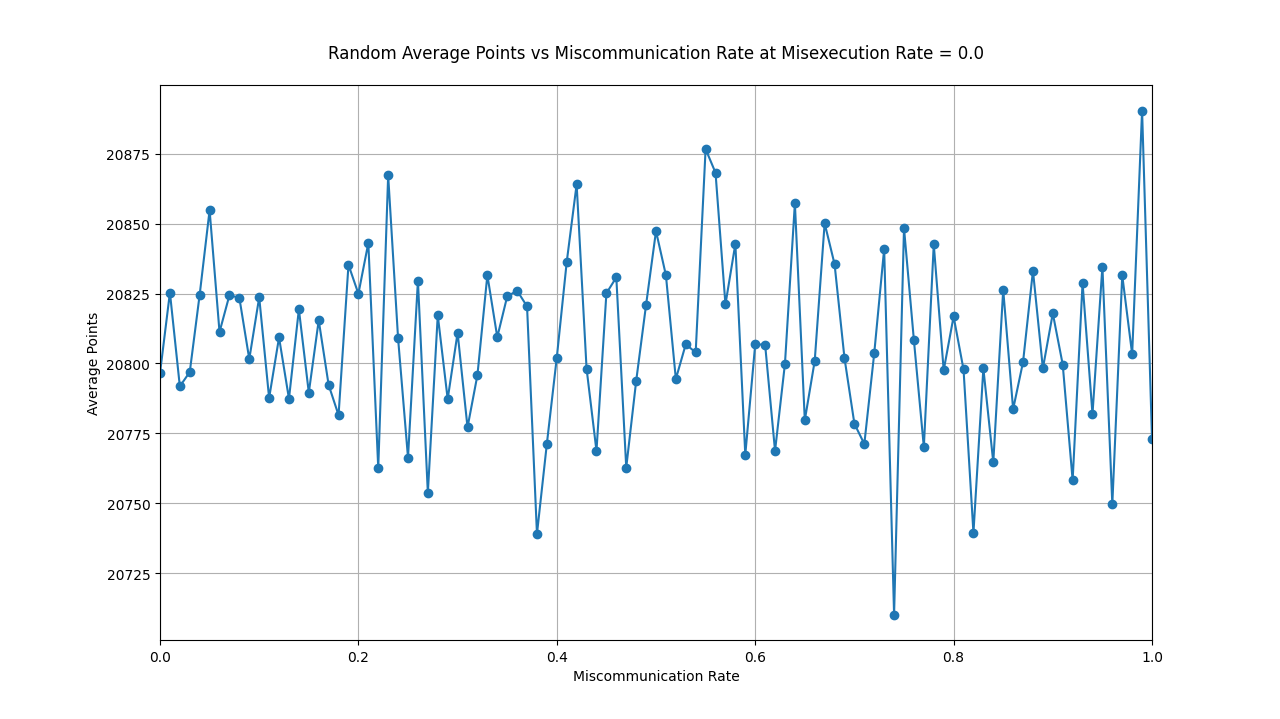 Random Average Points vs Miscommunication Rate at Misexecution Rate = 0.0
Average Points
20875
20850
20825
20800
20775
20750
20725
0.0 0.2 0.4 0.6 0.8 1.0
Miscommunication Rate